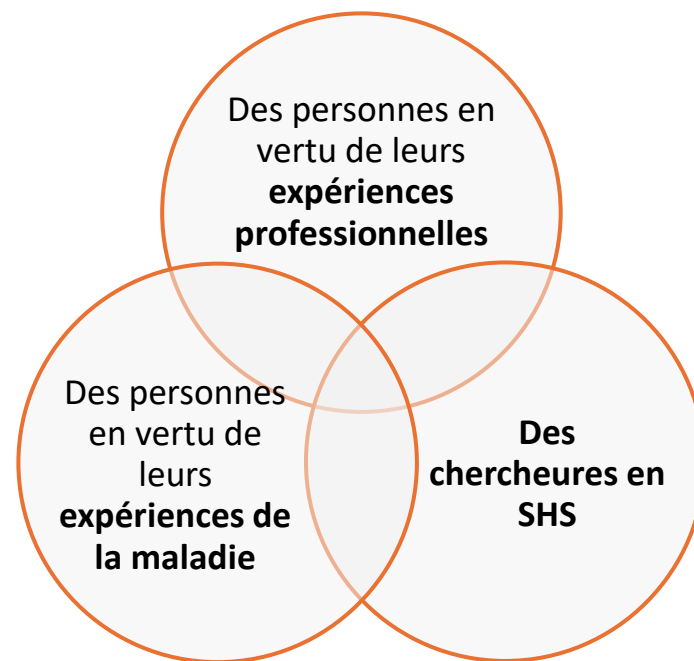 Des personnes en
vertu de leurs
expériences
professionnelles
Des personnes
en vertu de
leurs
expériences de
la maladie
Des
chercheures en
SHS